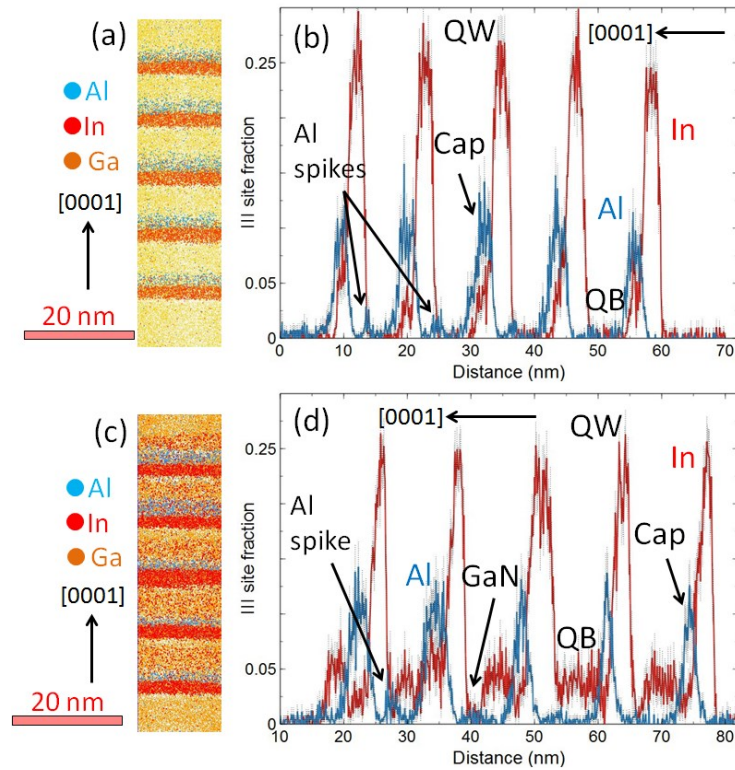 (a)
Al
In
Ga
[0001]
20 nm
(b)
QW
[0001]
0.25
Al
spikes
Cap
In
Al
III site fraction
0.05
QB
0
0 10 20 30 40 50 60 70
Distance (nm)
(c)
Al
In
Ga
[0001]
20 nm
(d)
[0001]
QW
0.25
In
Al
spike
Al
GaN
Cap
III site fraction
QB
0.05
0
10 20 30 40 50 60 70 80
Distance (nm)